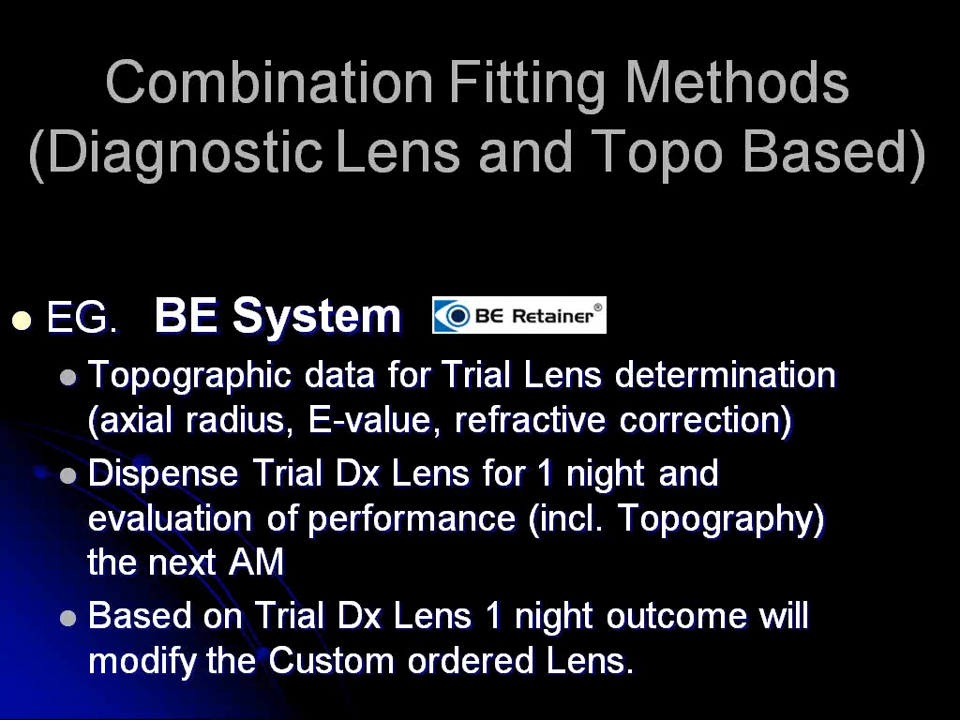 Combination Fitting Methods
(Diagnostic Lens and Topo Based)
EG. BE System BE Retainer®
Topographic data for Trial Lens determination
(axial radius, E-value, refractive correction)
Dispense Trial Dx Lens for 1 night and
evaluation of performance (incl. Topography)
the next AM
Based on Trial Dx Lens 1 night outcome will
modify the Custom ordered Lens.